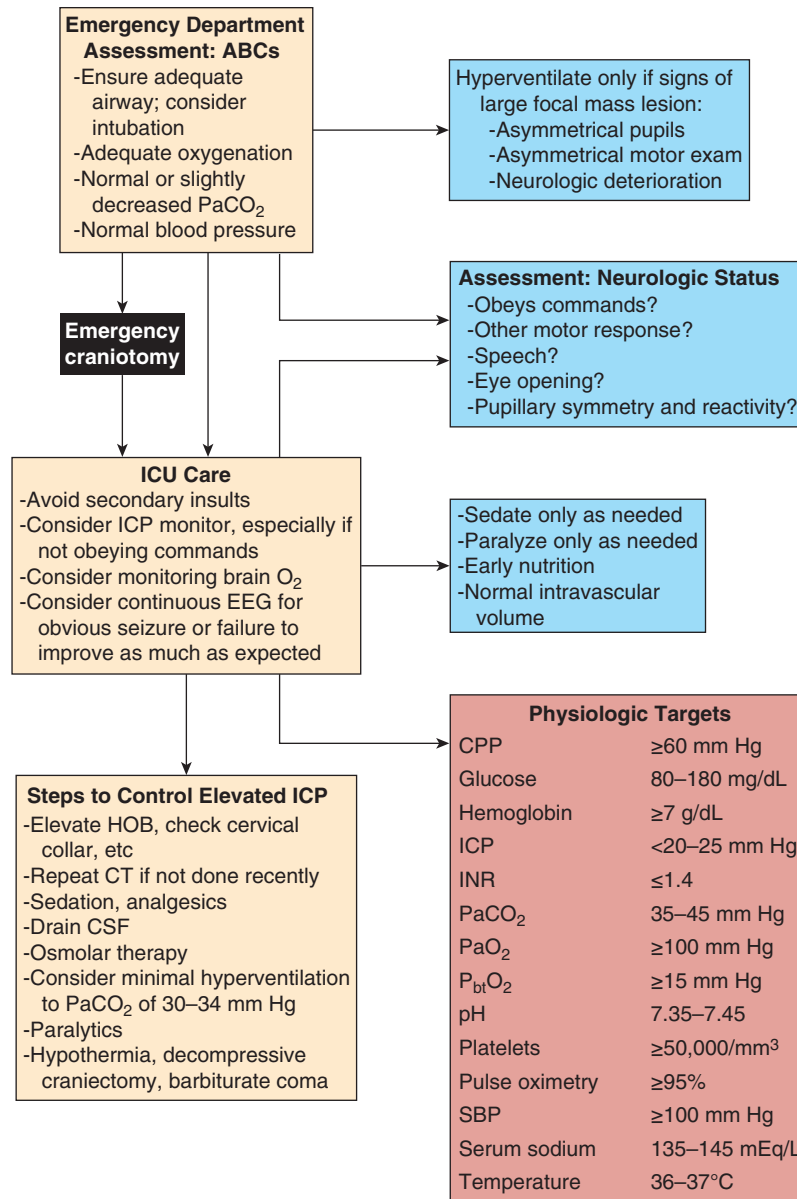 Emergency Department
Assessment: ABCs
-Ensure adequate
airway; consider
intubation
-Adequate oxygenation
-Normal or slightly
decreased PaCO₂
-Normal blood pressure
Hyperventilate only if signs of
large focal mass lesion:
-Asymmetrical pupils
-Asymmetrical motor exam
-Neurologic deterioration
Emergency
craniotomy
Assessment: Neurologic Status
-Obeys commands?
-Other motor response?
-Speech?
-Eye opening?
-Pupillary symmetry and reactivity?
ICU Care
-Avoid secondary insults
-Consider ICP monitor, especially if
not obeying commands
-Consider monitoring brain O₂
-Consider continuous EEG for
obvious seizure or failure to
improve as much as expected
-Sedate only as needed
-Paralyze only as needed
-Early nutrition
-Normal intravascular
volume
Steps to Control Elevated ICP
-Elevate HOB, check cervical
collar, etc
-Repeat CT if not done recently
-Sedation, analgesics
-Drain CSF
-Osmolar therapy
-Consider minimal hyperventilation
to PaCO₂ of 30–34 mm Hg
-Paralytics
-Hypothermia, decompressive
craniectomy, barbiturate coma
Physiologic Targets
CPP ≥60 mm Hg
Glucose 80–180 mg/dL
Hemoglobin ≥7 g/dL
ICP <20–25 mm Hg
INR ≤1.4
PaCO₂ 35–45 mm Hg
PaO₂ ≥100 mm Hg
PbtO₂ ≥15 mm Hg
pH 7.35–7.45
Platelets ≥50,000/mm³
Pulse oximetry ≥95%
SBP ≥100 mm Hg
Serum sodium 135–145 mEq/L
Temperature 36–37°C